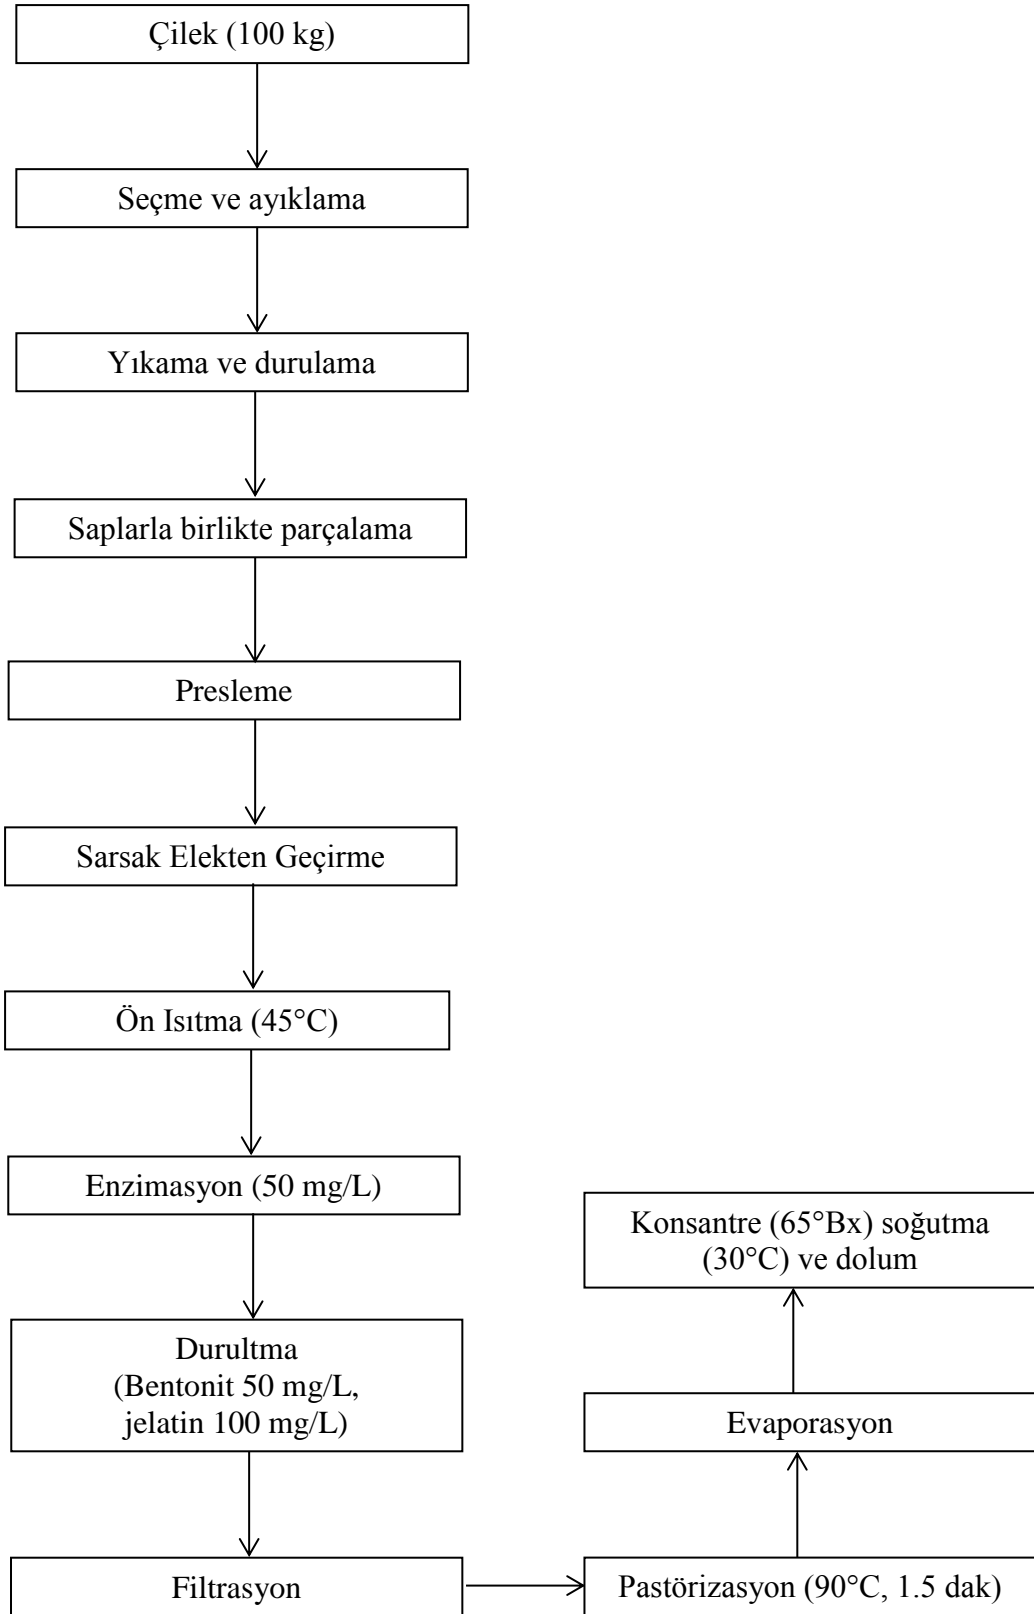 Çilek (100 kg)
Seçme ve ayıklama
Yıkama ve durulama
Saplarla birlikte parçalama
Presleme
Sarsak Elekten Geçirme
Ön Isıtma (45°C)
Enzimasyon (50 mg/L)
Durultma
(Bentonit 50 mg/L,
jelatin 100 mg/L)
Filtrasyon
Pastörizasyon (90°C, 1.5 dak)
Evaporasyon
Konsantre (65°Bx) soğutma
(30°C) ve dolum